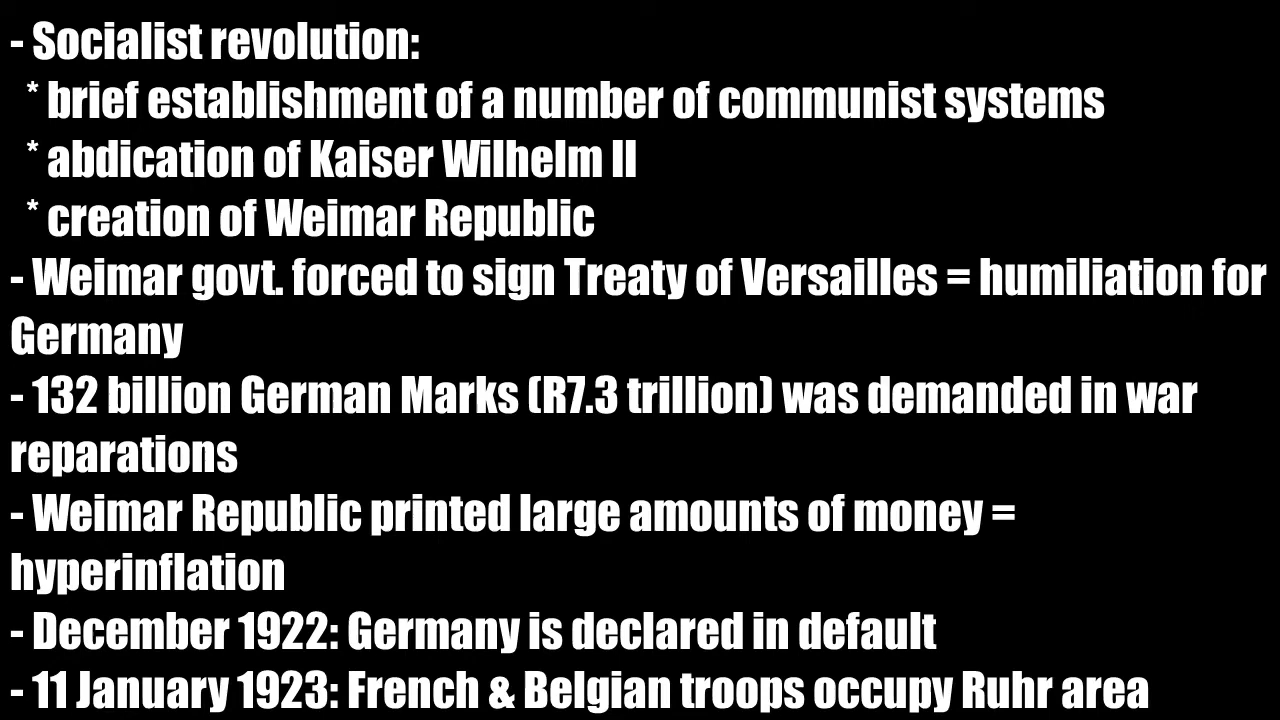 - Socialist revolution:
* brief establishment of a number of communist systems
* abdication of Kaiser Wilhelm II
* creation of Weimar Republic
- Weimar govt. forced to sign Treaty of Versailles = humiliation for
Germany
- 132 billion German Marks (R7.3 trillion) was demanded in war
reparations
- Weimar Republic printed large amounts of money =
hyperinflation
- December 1922: Germany is declared in default
- 11 January 1923: French & Belgian troops occupy Ruhr area